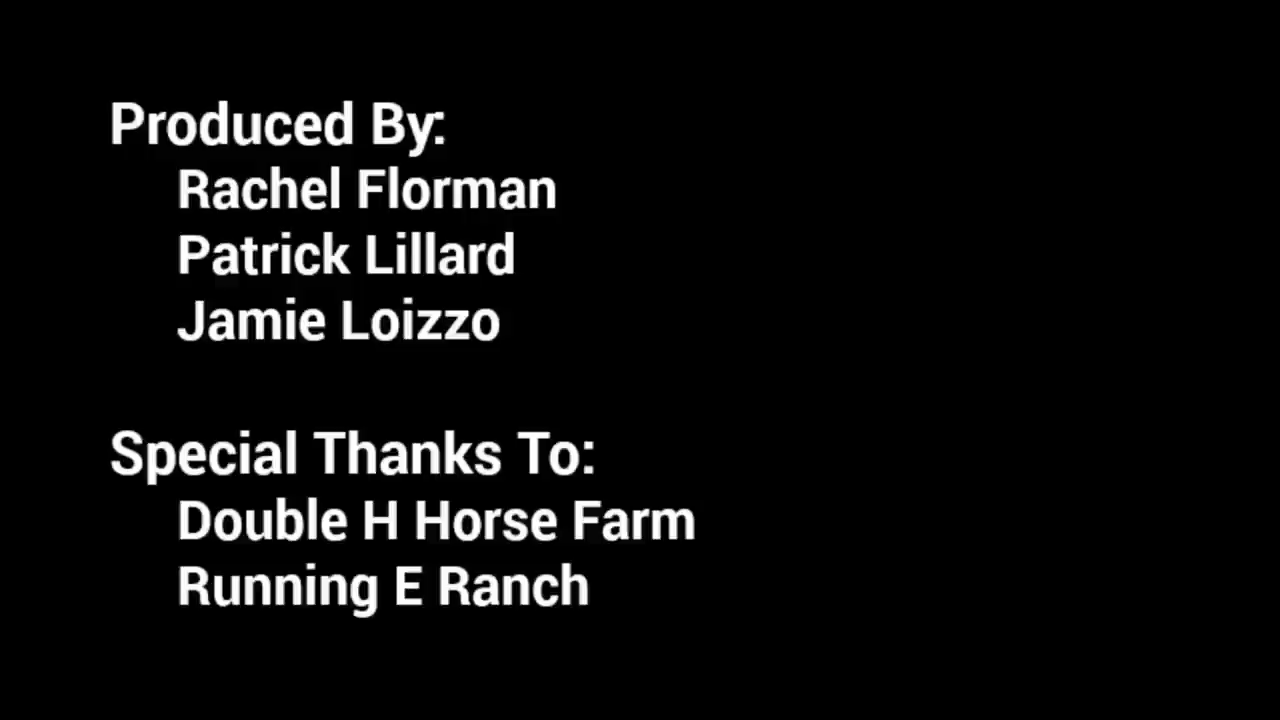 Produced By:
Rachel Florman
Patrick Lillard
Jamie Loizzo
Special Thanks To:
Double H Horse Farm
Running E Ranch